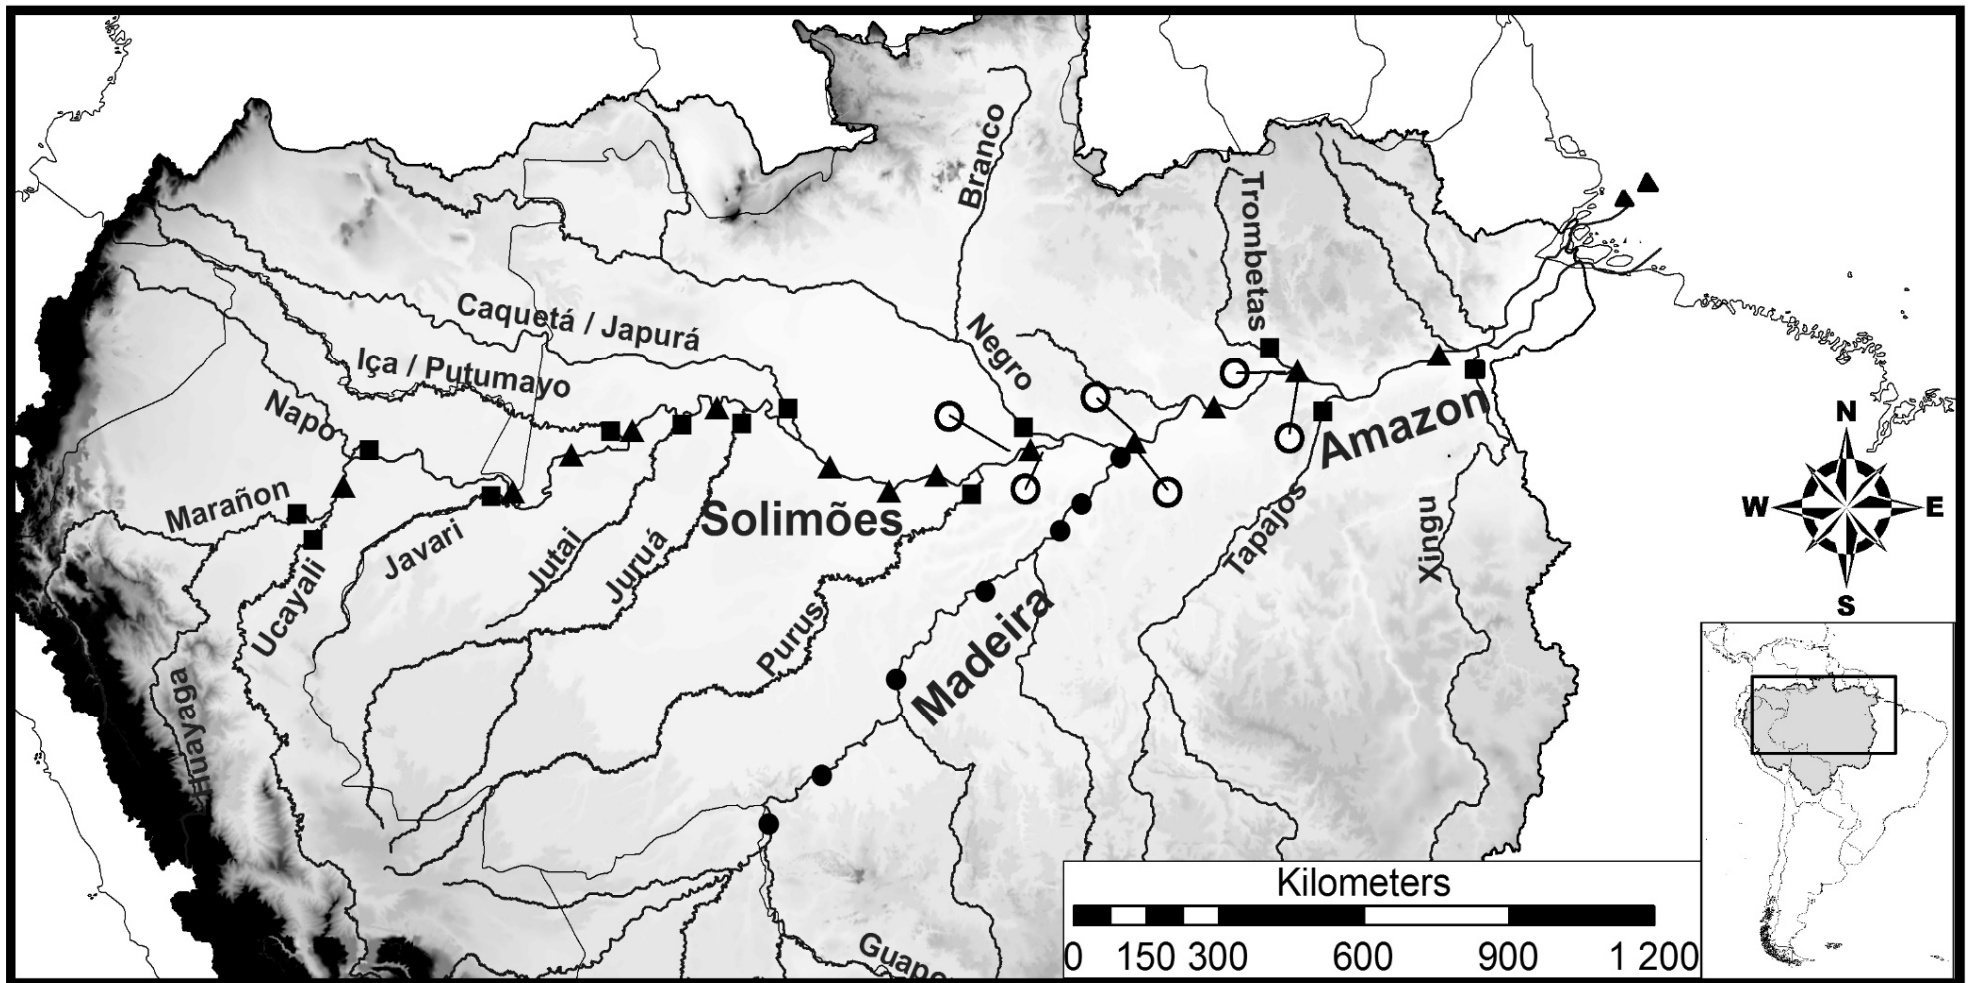 Branco
Trombetas
Caquetá / Japurá
Negro
Iça / Putumayo
Napo
Amazon
N
W
E
S
Marañon
Solimões
Javari
Jutai
Juruá
Tapajos
Xingu
Ucayali
Purus
Madeira
Huayaga
Guapo
Kilometers
0 150 300 600 900 1 200